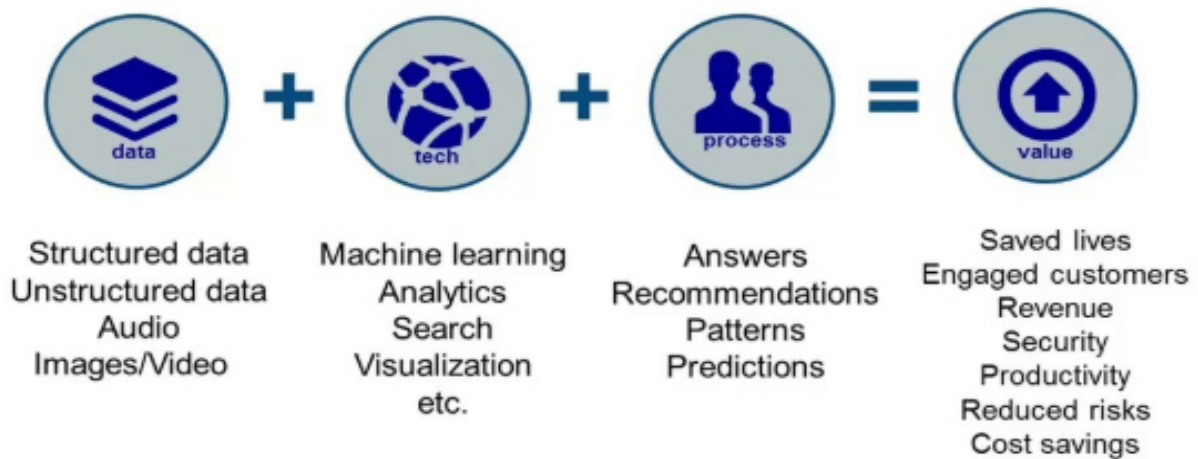 data
+
tech
+
process
=
value
Structured data
Unstructured data
Audio
Images/Video
Machine learning
Analytics
Search
Visualization
etc.
Answers
Recommendations
Patterns
Predictions
Saved lives
Engaged customers
Revenue
Security
Productivity
Reduced risks
Cost savings